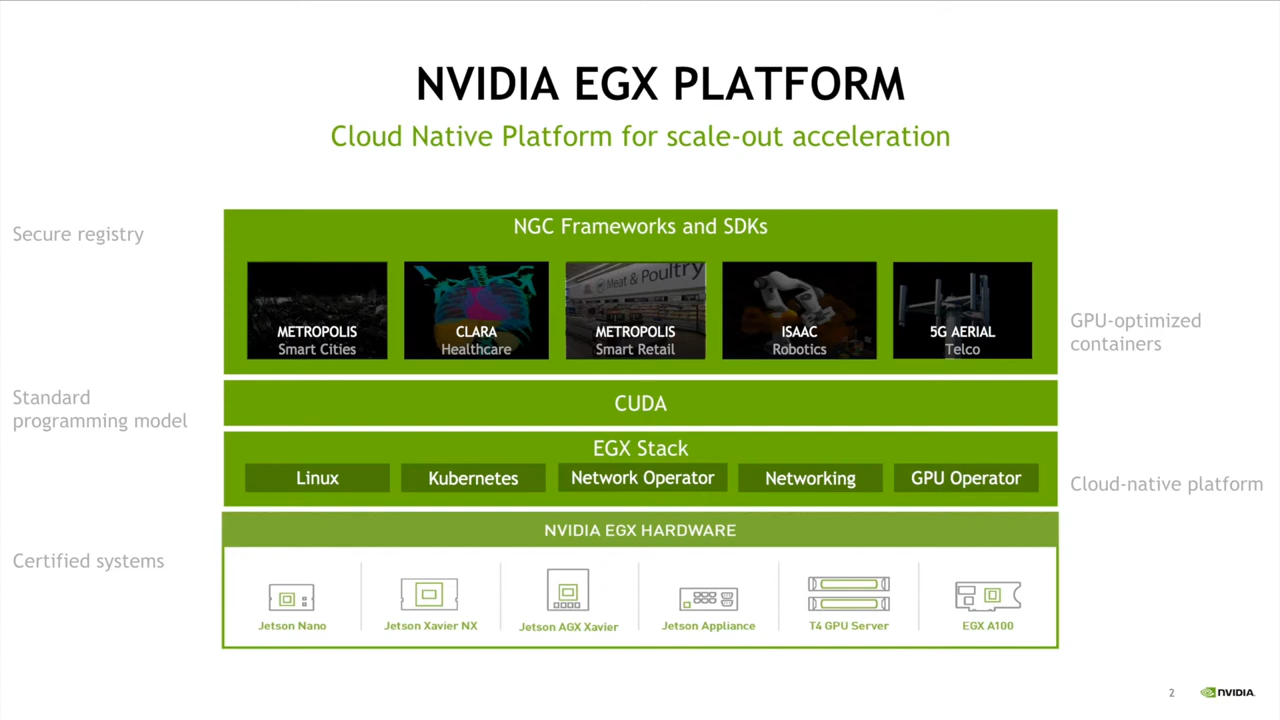 NVIDIA EGX PLATFORM
Cloud Native Platform for scale-out acceleration
Secure registry
NGC Frameworks and SDKs
Meat & Poultry
METROPOLIS
Smart Cities
CLARA
Healthcare
METROPOLIS
Smart Retail
ISAAC
Robotics
5G AERIAL
Telco
GPU-optimized
containers
Standard
programming model
CUDA
EGX Stack
Linux
Kubernetes
Network Operator
Networking
GPU Operator
Cloud-native platform
NVIDIA EGX HARDWARE
Certified systems
Jetson Nano
Jetson Xavier NX
Jetson AGX Xavier
Jetson Appliance
T4 GPU Server
EGX A100
2
NVIDIA.